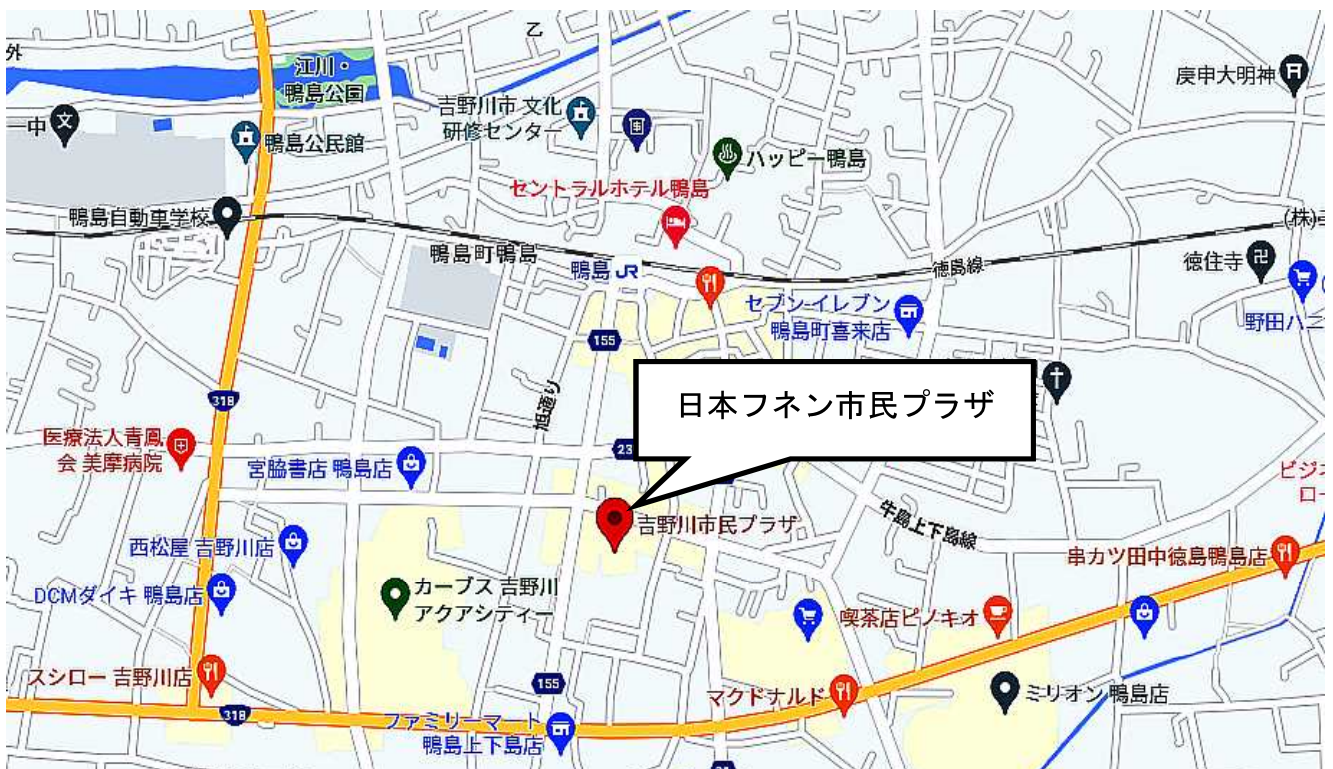 外
乙
江川・
鴨島公園
庚申大明神
吉野川市 文化
研修センター
一中
鴨島公民館
ハッピー鴨島
セントラルホテル鴨島
鴨島自動車学校
(株)
鴨島町鴨島
鴨島 JR
徳島線
徳住寺
セブン-イレブン
鴨島町喜来店
野田ハニ
155
旭通り
318
日本フネン市民プラザ
医療法人青鳳
会 美摩病院
宮脇書店 鴨島店
23
ビジネ
ロー
吉野川市民プラザ
牛島上下島線
西松屋 吉野川店
串カツ田中徳島鴨島店
DCMダイキ 鴨島店
カーブス 吉野川
アクアシティー
喫茶店ピノキオ
スシロー 吉野川店
155
マクドナルド
ミリオン 鴨島店
318
ファミリーマート
鴨島上下島店